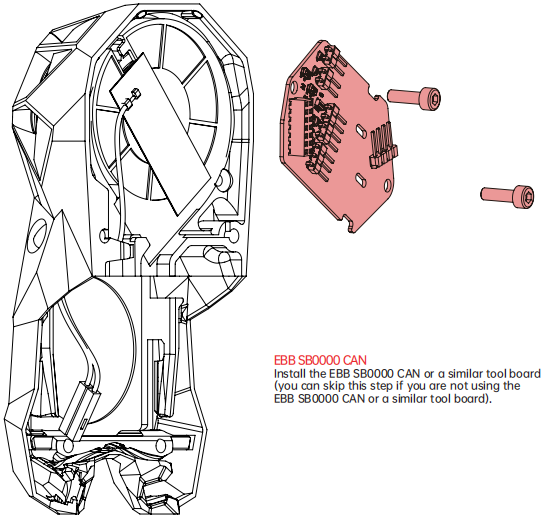 EBB SB0000 CAN
Install the EBB SB0000 CAN or a similar tool board
(you can skip this step if you are not using the
EBB SB0000 CAN or a similar tool board).